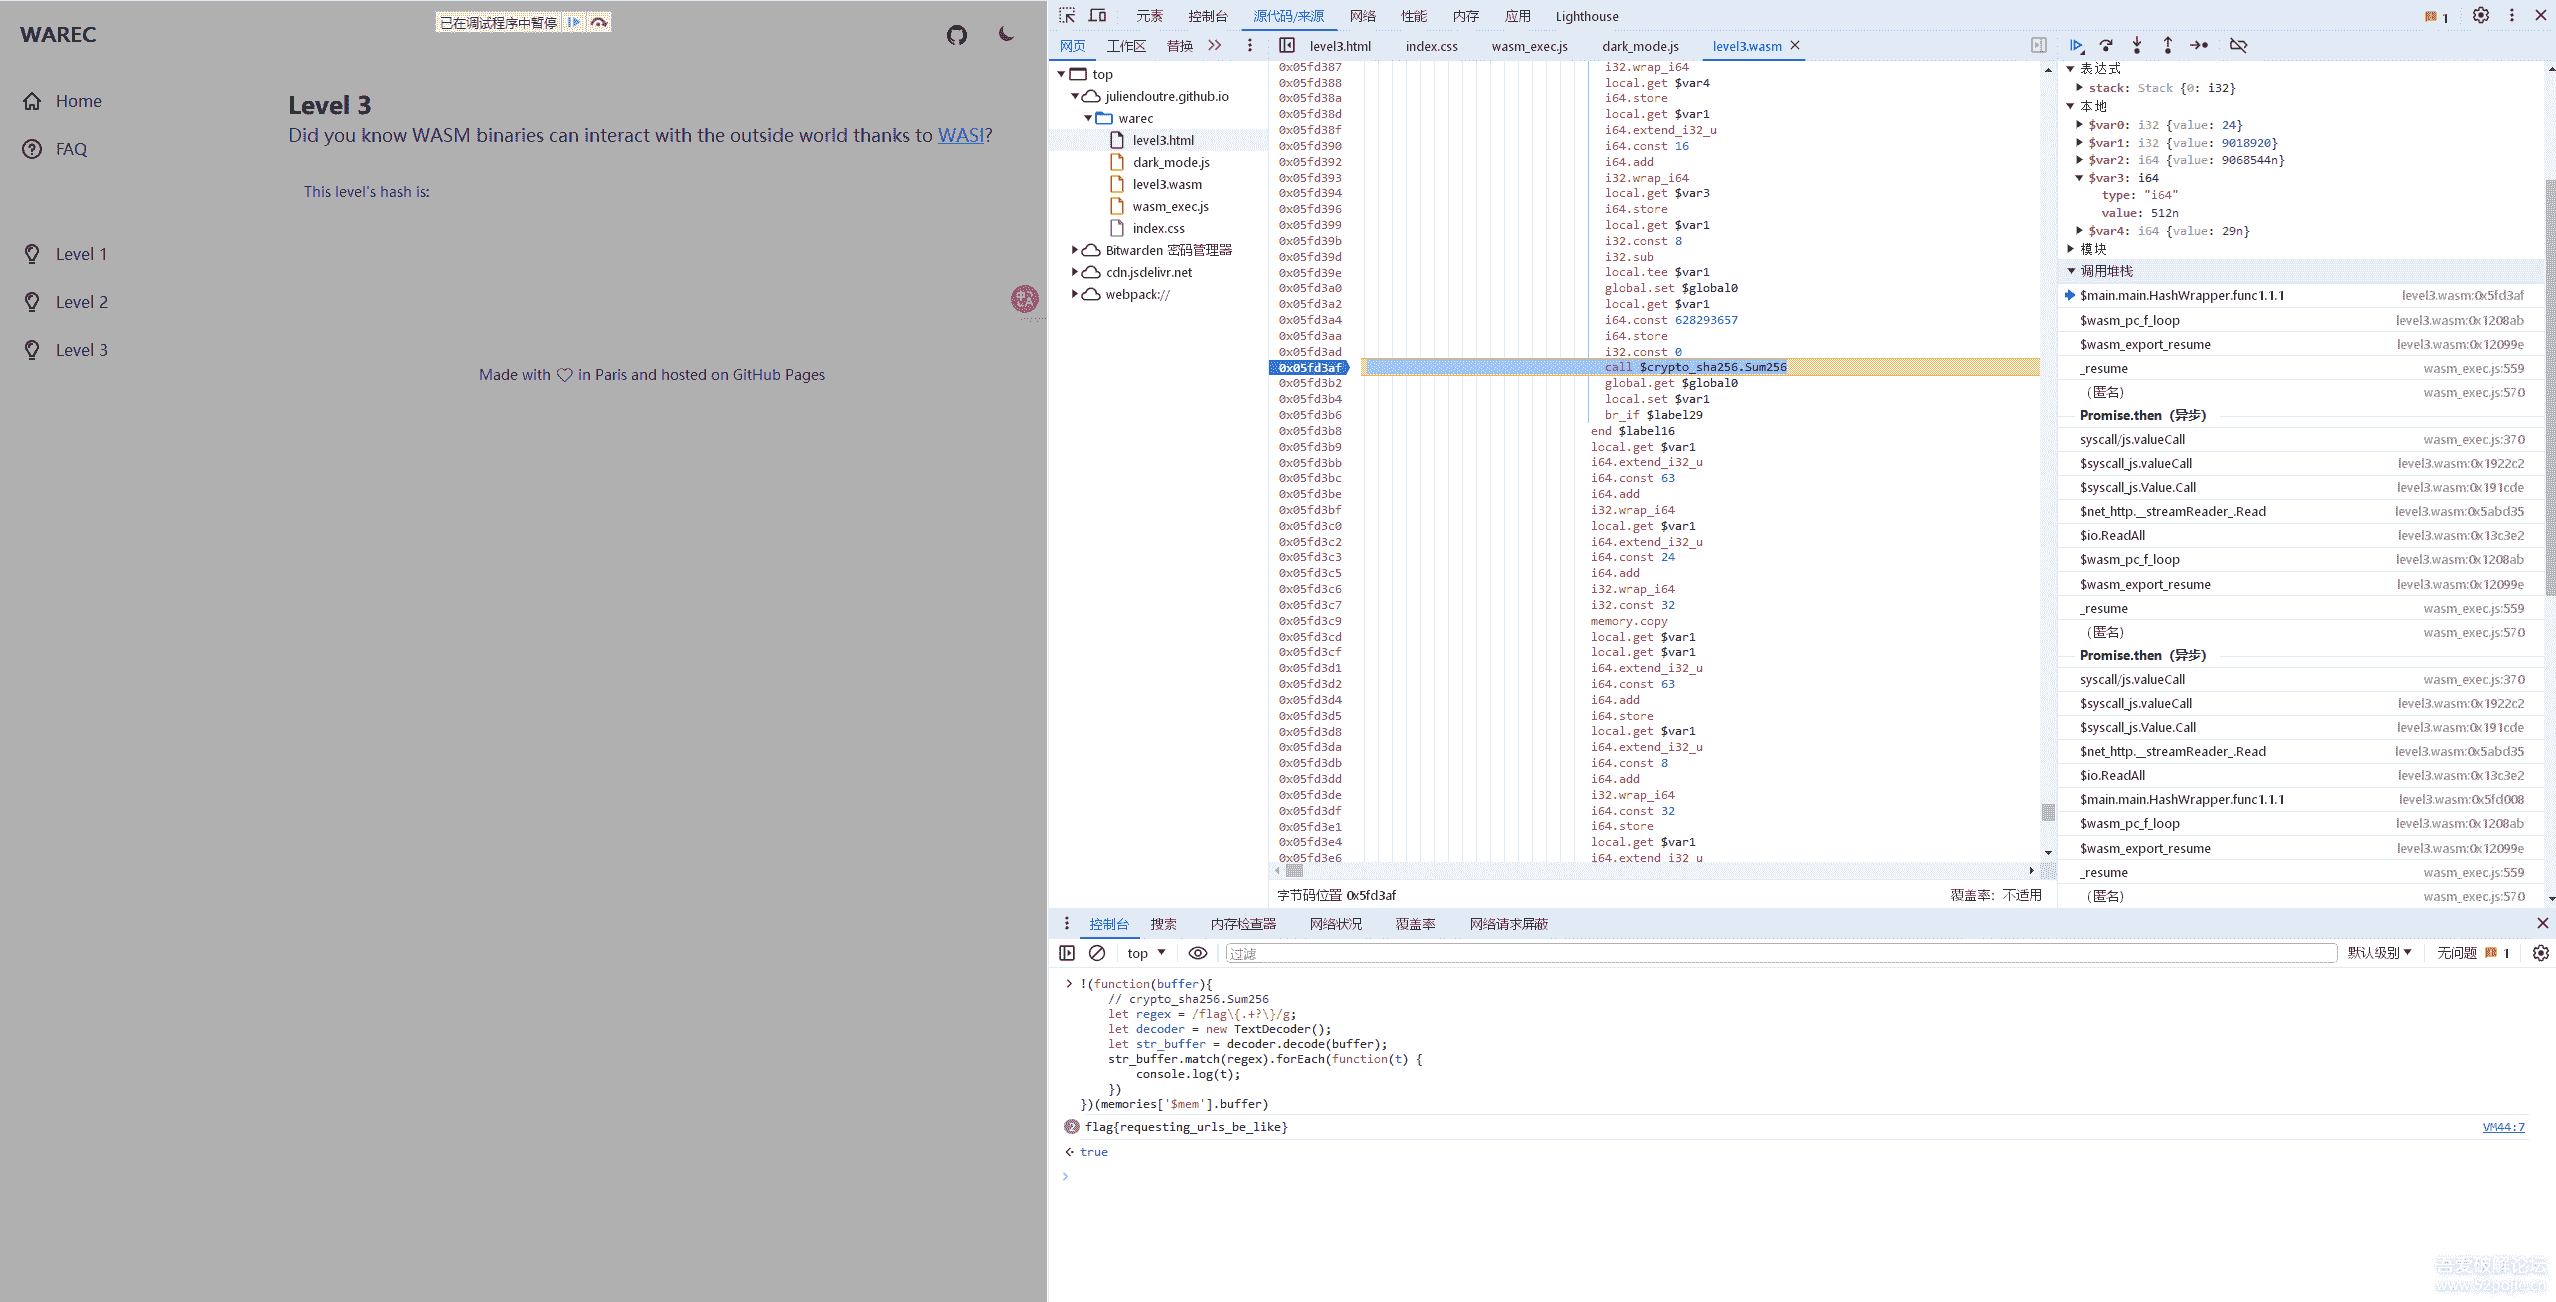 WAREC
已在调试程序中暂停
Home
FAQ
Level 3
Did you know WASM binaries can interact with the outside world thanks to WASI?
This level's hash is:
Level 1
Level 2
Level 3
Made with in Paris and hosted on GitHub Pages
元素 控制台 源代码/来源 网络 性能 内存 应用 Lighthouse 1
网页 工作区 替换
level3.html index.css wasm_exec.js dark_mode.js level3.wasm
top
juliendoutre.github.io
warec
level3.html
dark_mode.js
level3.wasm
wasm_exec.js
index.css
Bitwarden 密码管理器
cdn.jsdelivr.net
webpack://
0x05fd387 i32.wrap_i64
0x05fd388 local.get $var4
0x05fd38a i64.store
0x05fd38d local.get $var1
0x05fd38f i64.extend_i32_u
0x05fd390 i64.const 16
0x05fd392 i64.add
0x05fd393 i32.wrap_i64
0x05fd394 local.get $var3
0x05fd396 i64.store
0x05fd399 local.get $var1
0x05fd39b i32.const 8
0x05fd39d i32.sub
0x05fd39e local.tee $var1
0x05fd3a0 global.set $global0
0x05fd3a2 local.get $var1
0x05fd3a4 i64.const 628293657
0x05fd3aa i64.store
0x05fd3ad i32.const 0
0x05fd3af call $crypto_sha256.Sum256
0x05fd3b2 global.get $global0
0x05fd3b4 local.set $var1
0x05fd3b6 br_if $label29
0x05fd3b8 end $label16
0x05fd3b9 local.get $var1
0x05fd3bb i64.extend_i32_u
0x05fd3bc i64.const 63
0x05fd3be i64.add
0x05fd3bf i32.wrap_i64
0x05fd3c0 local.get $var1
0x05fd3c2 i64.extend_i32_u
0x05fd3c3 i64.const 24
0x05fd3c5 i64.add
0x05fd3c6 i32.wrap_i64
0x05fd3c7 i32.const 32
0x05fd3c9 memory.copy
0x05fd3cd local.get $var1
0x05fd3cf local.get $var1
0x05fd3d1 i64.extend_i32_u
0x05fd3d2 i64.const 63
0x05fd3d4 i64.add
0x05fd3d5 i64.store
0x05fd3d8 local.get $var1
0x05fd3da i64.extend_i32_u
0x05fd3db i64.const 8
0x05fd3dd i64.add
0x05fd3de i32.wrap_i64
0x05fd3df i64.const 32
0x05fd3e1 i64.store
0x05fd3e4 local.get $var1
0x05fd3e6 i64.extend_i32_u
字节码位置 0x5fd3af
覆盖率：不适用
表达式
stack: Stack {0: i32}
本地
$var0: i32 {value: 24}
$var1: i32 {value: 9018920}
$var2: i64 {value: 9068544n}
$var3: i64
type: "i64"
value: 512n
$var4: i64 {value: 29n}
模块
调用堆栈
$main.main.HashWrapper.func1.1.1 level3.wasm:0x5fd3af
$wasm_pc_f_loop level3.wasm:0x1208ab
$wasm_export_resume level3.wasm:0x12099e
_resume wasm_exec.js:559
（匿名） wasm_exec.js:570
Promise.then（异步）
syscall/js.valueCall wasm_exec.js:370
$syscall_js.valueCall level3.wasm:0x1922c2
$syscall_js.Value.Call level3.wasm:0x191cde
$net_http.__streamReader_.Read level3.wasm:0x5abd35
$io.ReadAll level3.wasm:0x13c3e2
$wasm_pc_f_loop level3.wasm:0x1208ab
$wasm_export_resume level3.wasm:0x12099e
_resume wasm_exec.js:559
（匿名） wasm_exec.js:570
Promise.then（异步）
syscall/js.valueCall wasm_exec.js:370
$syscall_js.valueCall level3.wasm:0x1922c2
$syscall_js.Value.Call level3.wasm:0x191cde
$net_http.__streamReader_.Read level3.wasm:0x5abd35
$io.ReadAll level3.wasm:0x13c3e2
$main.main.HashWrapper.func1.1.1 level3.wasm:0x5fd008
$wasm_pc_f_loop level3.wasm:0x1208ab
$wasm_export_resume level3.wasm:0x12099e
_resume wasm_exec.js:559
（匿名） wasm_exec.js:570
控制台 搜索 内存检查器 网络状况 覆盖率 网络请求屏蔽
top 过滤 默认级别 无问题 1
!(function(buffer){
// crypto_sha256.Sum256
let regex = /flag\{.+?\}/g;
let decoder = new TextDecoder();
let str_buffer = decoder.decode(buffer);
str_buffer.match(regex).forEach(function(t) {
console.log(t);
})
})(memories['$mem'].buffer)
2 flag{requesting_urls_be_like} VM44:7
true
吾爱破解论坛
www.52pojie.cn